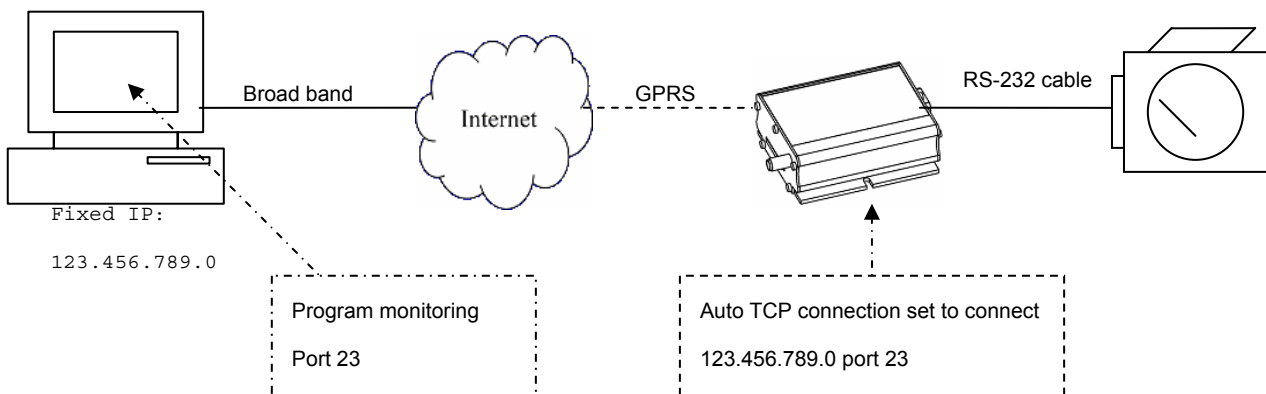 Broad band
Internet
GPRS
RS-232 cable
Fixed IP:
123.456.789.0
Program monitoring
Port 23
Auto TCP connection set to connect
123.456.789.0 port 23